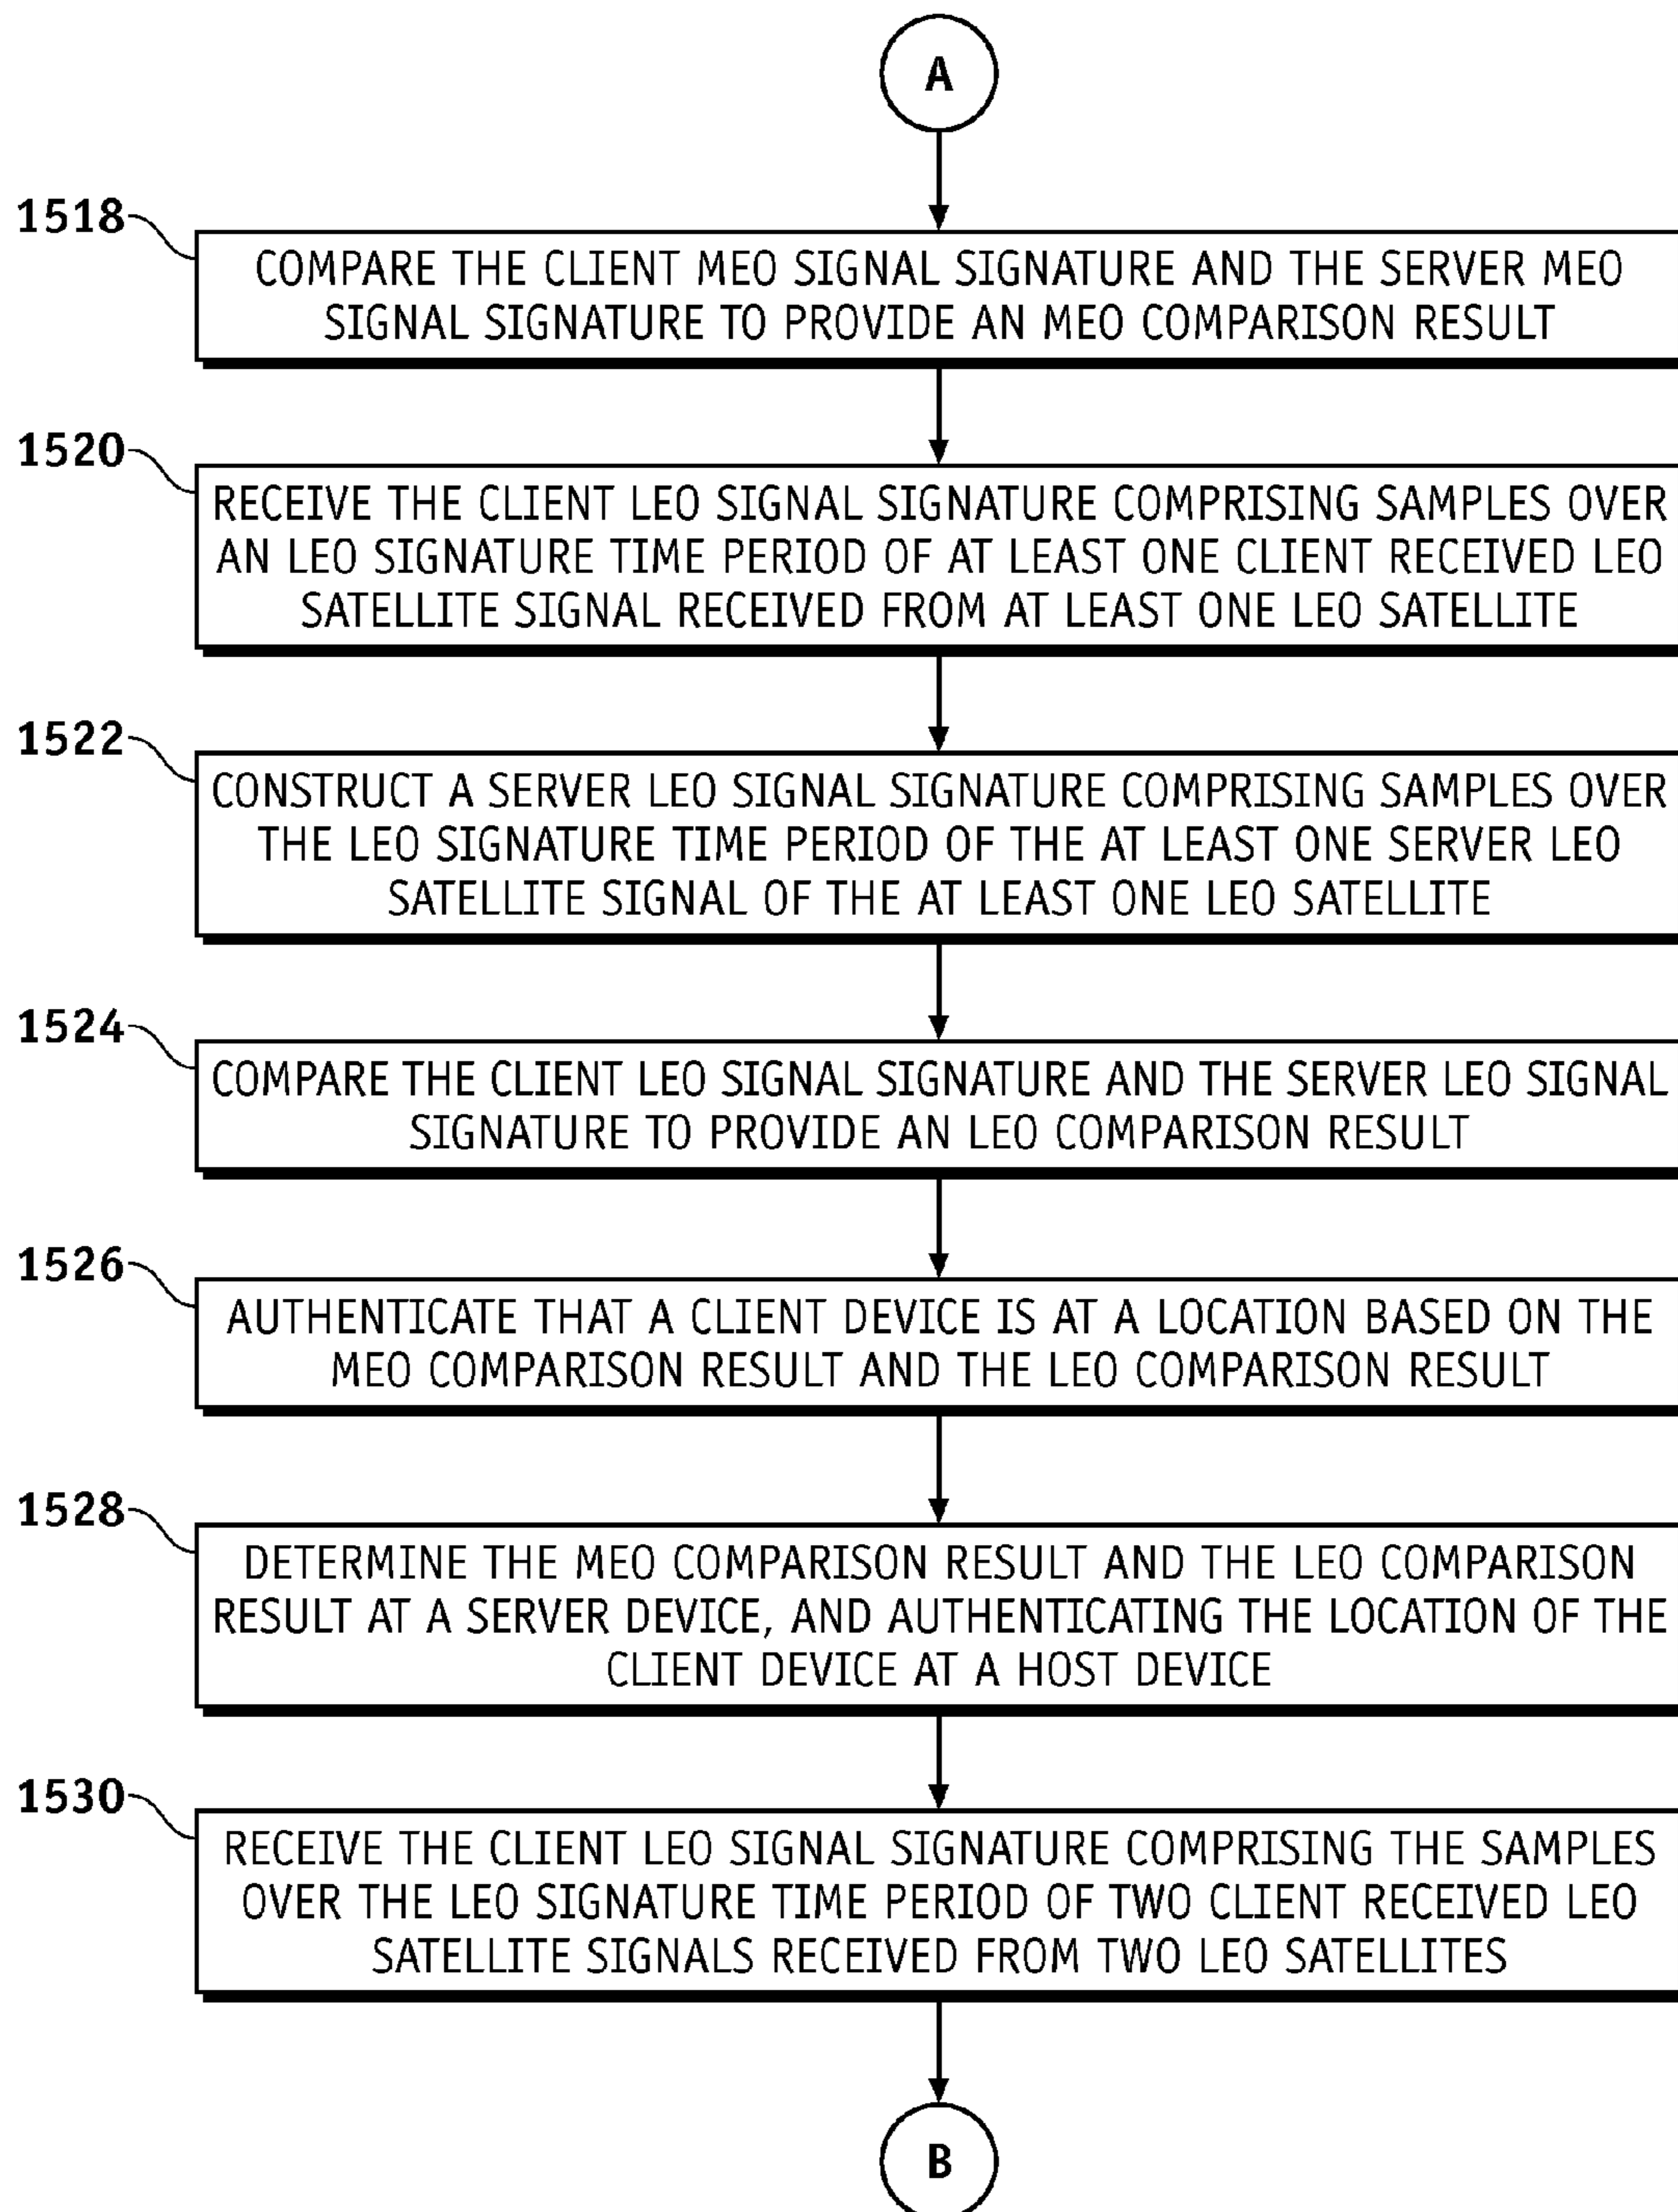 A
1518
COMPARE THE CLIENT MEO SIGNAL SIGNATURE AND THE SERVER MEO
SIGNAL SIGNATURE TO PROVIDE AN MEO COMPARISON RESULT
1520
RECEIVE THE CLIENT LEO SIGNAL SIGNATURE COMPRISING SAMPLES OVER
AN LEO SIGNATURE TIME PERIOD OF AT LEAST ONE CLIENT RECEIVED LEO
SATELLITE SIGNAL RECEIVED FROM AT LEAST ONE LEO SATELLITE
1522
CONSTRUCT A SERVER LEO SIGNAL SIGNATURE COMPRISING SAMPLES OVER
THE LEO SIGNATURE TIME PERIOD OF THE AT LEAST ONE SERVER LEO
SATELLITE SIGNAL OF THE AT LEAST ONE LEO SATELLITE
1524
COMPARE THE CLIENT LEO SIGNAL SIGNATURE AND THE SERVER LEO SIGNAL
SIGNATURE TO PROVIDE AN LEO COMPARISON RESULT
1526
AUTHENTICATE THAT A CLIENT DEVICE IS AT A LOCATION BASED ON THE
MEO COMPARISON RESULT AND THE LEO COMPARISON RESULT
1528
DETERMINE THE MEO COMPARISON RESULT AND THE LEO COMPARISON
RESULT AT A SERVER DEVICE, AND AUTHENTICATING THE LOCATION OF THE
CLIENT DEVICE AT A HOST DEVICE
1530
RECEIVE THE CLIENT LEO SIGNAL SIGNATURE COMPRISING THE SAMPLES
OVER THE LEO SIGNATURE TIME PERIOD OF TWO CLIENT RECEIVED LEO
SATELLITE SIGNALS RECEIVED FROM TWO LEO SATELLITES
B